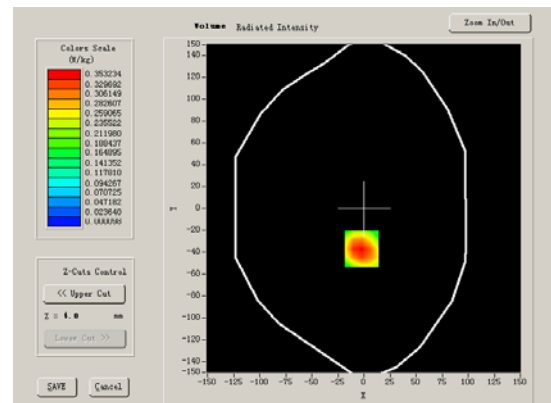 Volume Radiated Intensity
Zoom In/Out
Colors Scale
(W/kg)
0.353234
0.329692
0.306149
0.282607
0.259065
0.235522
0.211980
0.188437
0.164895
0.141352
0.117810
0.094267
0.070725
0.047182
0.023640
Z-Cuts Control
<< Upper Cut
Z = 4.0 mm
Lower Cut >>
SAVE
Cancel
150
120
100
80
60
40
20
0
-20
-40
-60
-80
-100
-120
-140
-150
Y
-150 -125 -100 -75 -50 -25 0 25 50 75 100 125 150
X